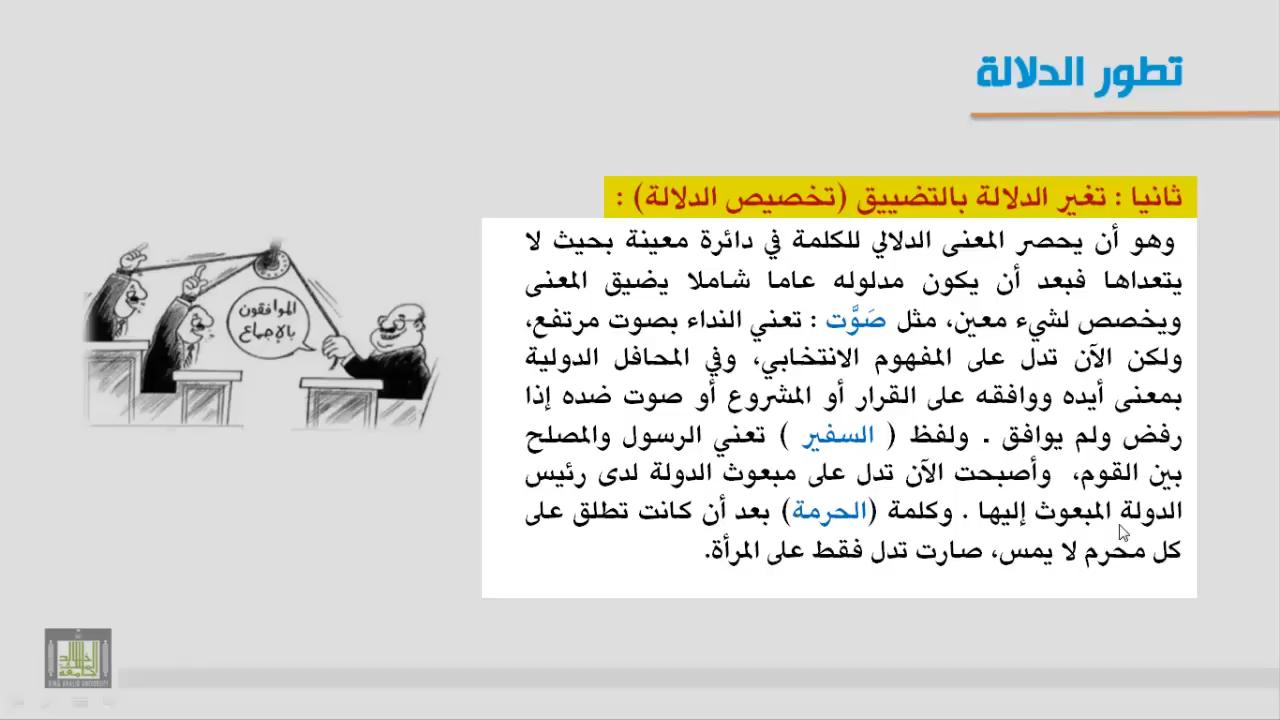 تطور الدلالة
ثانيا : تغير الدلالة بالتضييق (تخصيص الدلالة) :
وهو أن يحصر المعنى الدلالي للكلمة في دائرة معينة بحيث لا
يتعداها فبعد أن يكون مدلوله عاما شاملا يضيق المعنى
ويخصص لشيء معين، مثل صَوَّت : تعني النداء بصوت مرتفع،
ولكن الآن تدل على المفهوم الانتخابي، وفي المحافل الدولية
بمعنى أيده ووافقه على القرار أو المشروع أو صوت ضده إذا
رفض ولم يوافق . ولفظ ( السفير ) تعني الرسول والمصلح
بين القوم، وأصبحت الآن تدل على مبعوث الدولة لدى رئيس
الدولة المبعوث إليها . وكلمة (الحرمة) بعد أن كانت تطلق على
كل محرم لا يمس، صارت تدل فقط على المرأة.
الموافقون
بالإجماع
KING KHALID UNIVERSITY